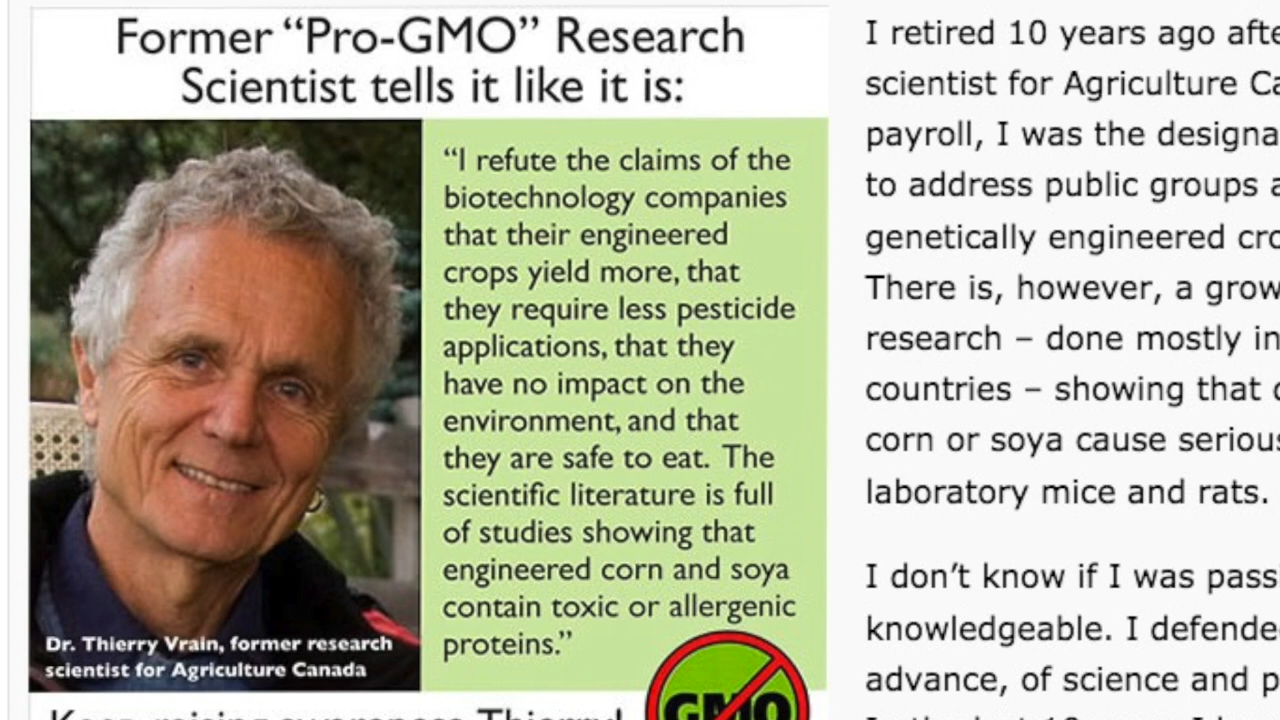 Former “Pro-GMO” Research
Scientist tells it like it is:
“I refute the claims of the
biotechnology companies
that their engineered
crops yield more, that
they require less pesticide
applications, that they
have no impact on the
environment, and that
they are safe to eat. The
scientific literature is full
of studies showing that
engineered corn and soya
contain toxic or allergenic
proteins.”
Dr. Thierry Vrain, former research
scientist for Agriculture Canada
GMO
Keep raising awareness Thierry!
I retired 10 years ago
scientist for Agriculture
payroll, I was the
to address public groups
genetically engineered
There is, however, a
research – done mostly in
countries – showing that
corn or soya cause
laboratory mice and rats.
I don’t know if I was
knowledgeable. I
advance, of science and